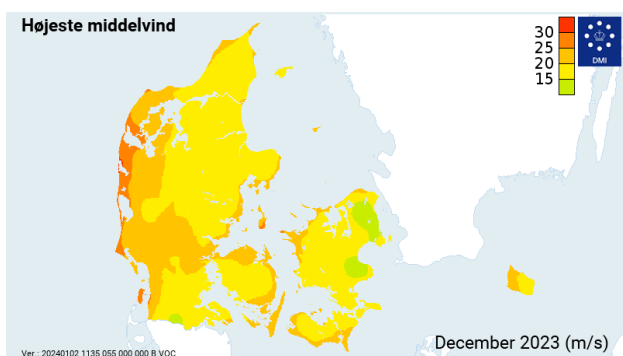 Højeste middelvind
30
25
20
15
DMI
December 2023 (m/s)
Ver.: 20240102 1135 055 000 000 B VOC